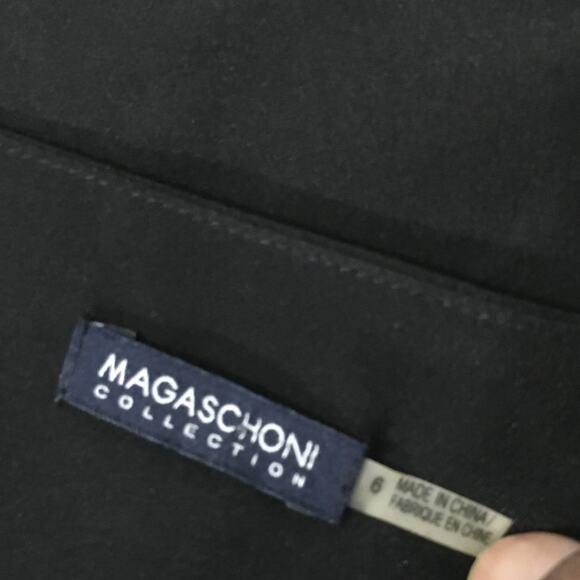 MAGASCHONI
COLLECTION
6
MADE IN CHINA/
FABRIQUE EN CHINE